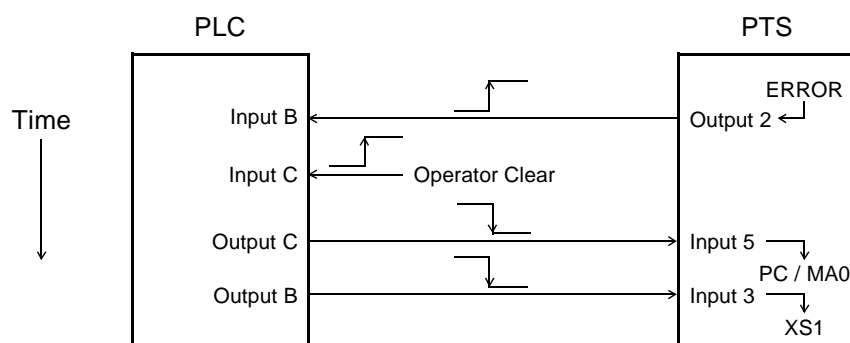 PLC PTS
ERROR
Time
Input B
Output 2
Input C
Operator Clear
Output C
Input 5
PC / MA0
Output B
Input 3
XS1